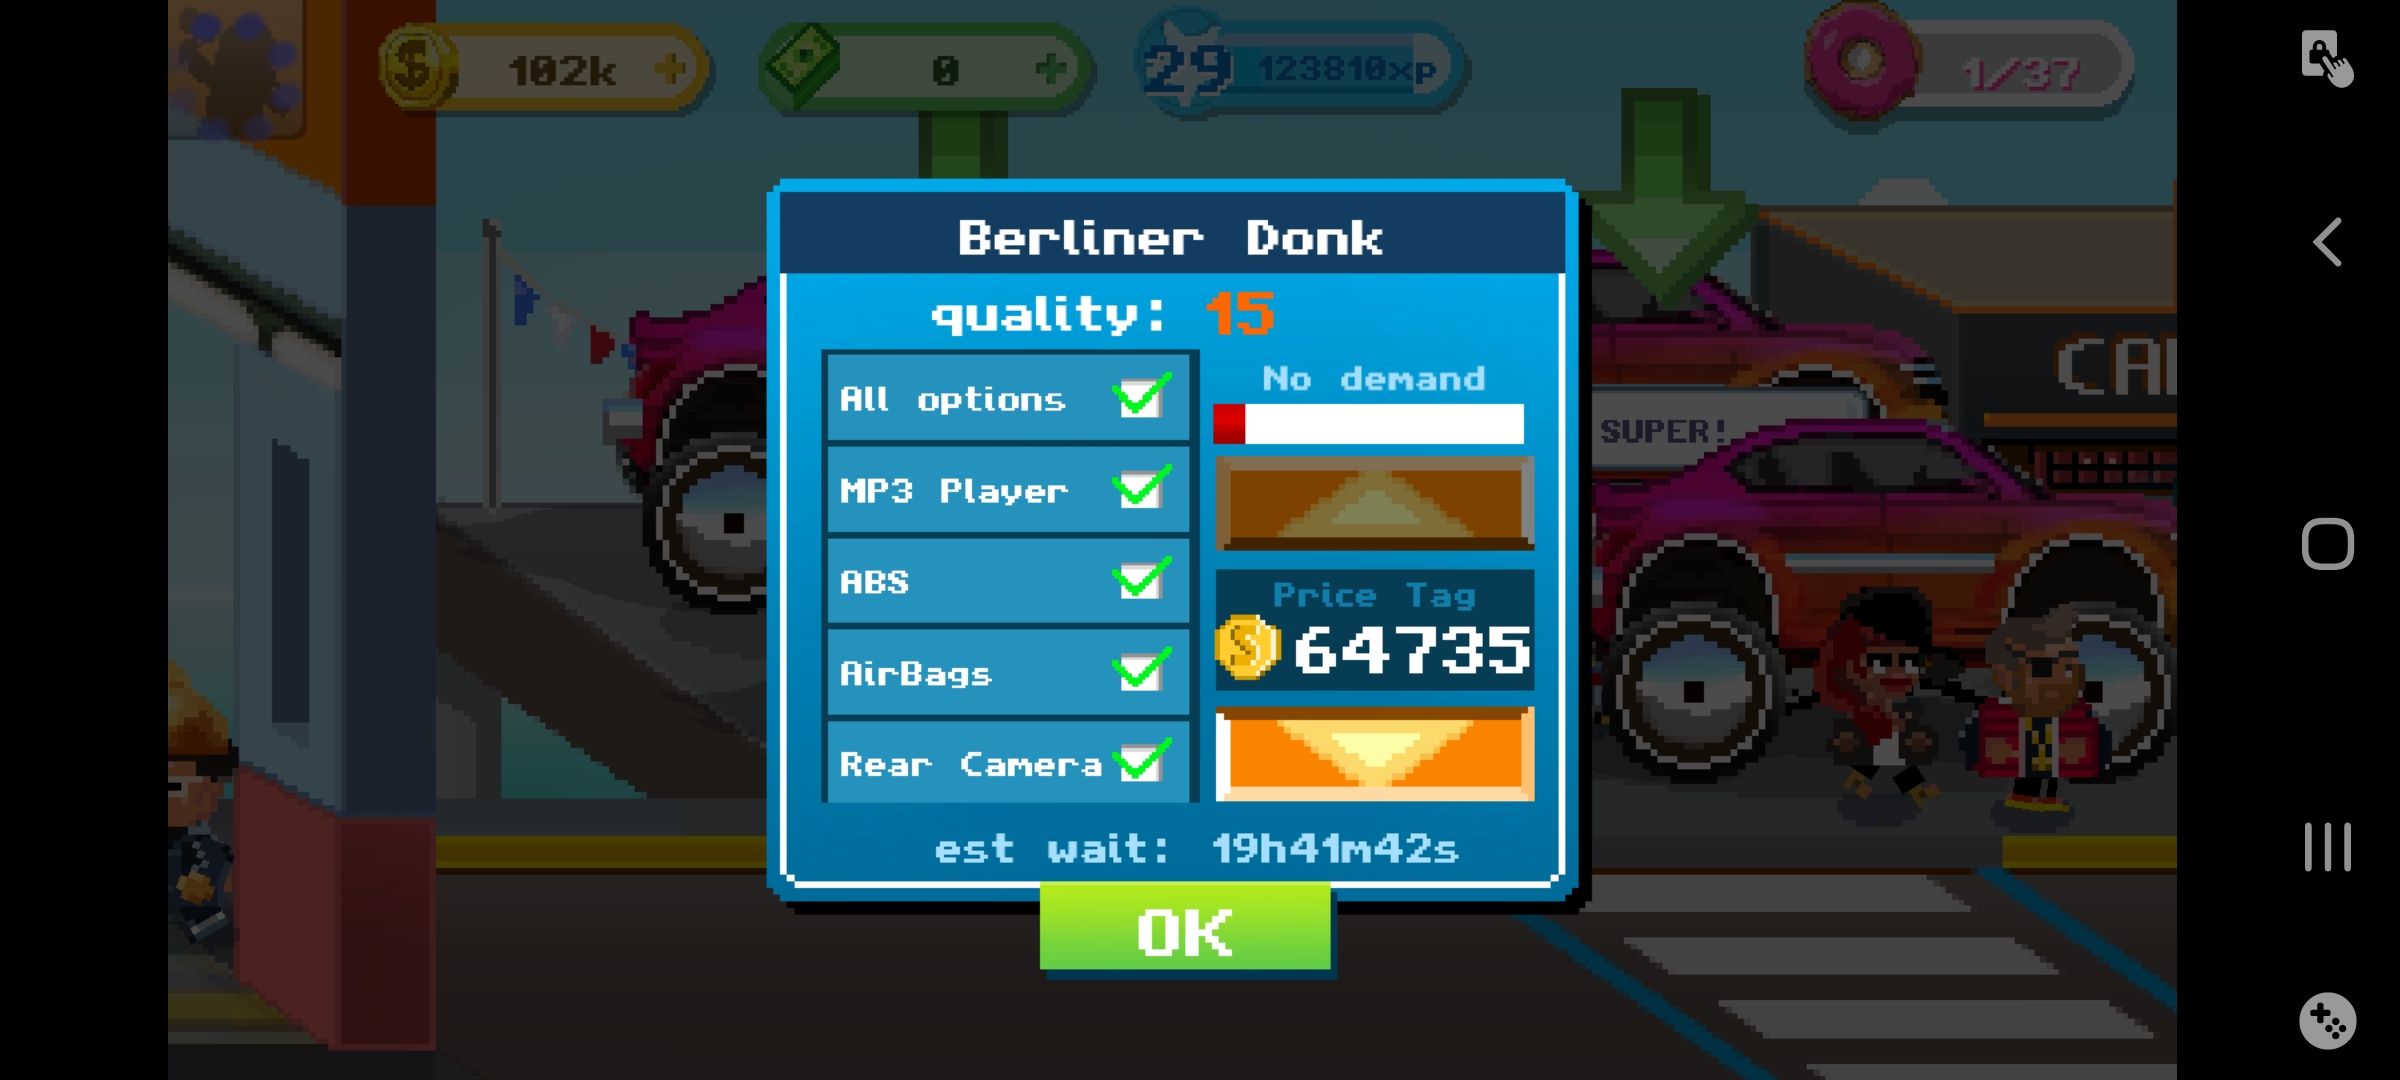 102k
0
29
123810xp
1/37
Berliner Donk
quality: 15
All options
MP3 Player
ABS
AirBags
Rear Camera
No demand
Price Tag
64735
est wait: 19h41m42s
OK
SUPER!